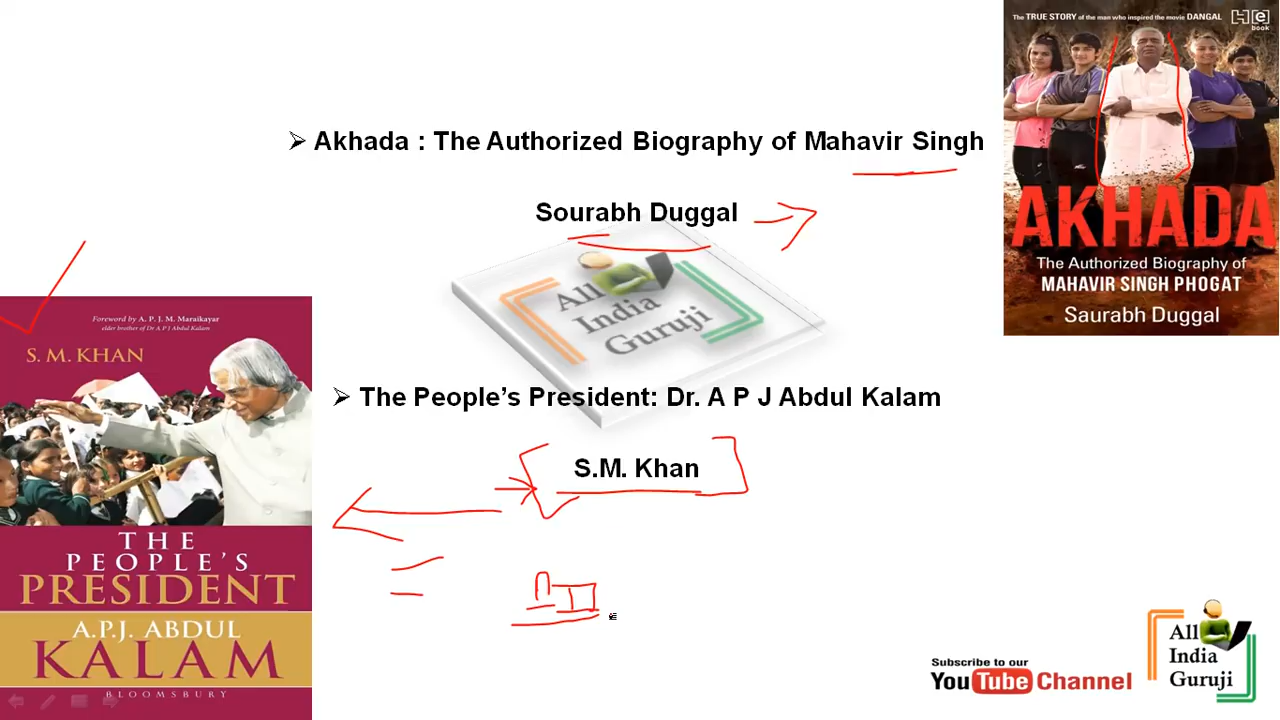 The TRUE STORY of the man who inspired the movie DANGAL
H e
book
➢ Akhada : The Authorized Biography of Mahavir Singh
Sourabh Duggal
AKHADA
The Authorized Biography of
MAHAVIR SINGH PHOGAT
Saurabh Duggal
All
India
Guruji
Foreword by A. P. J. M. Maraikayar
elder brother of Dr A P J Abdul Kalam
S. M. KHAN
➢ The People's President: Dr. A P J Abdul Kalam
S.M. Khan
THE
PEOPLE'S
PRESIDENT
A.P.J. ABDUL
KALAM
BLOOMSBURY
Subscribe to our
YouTube Channel
All
India
Guruji